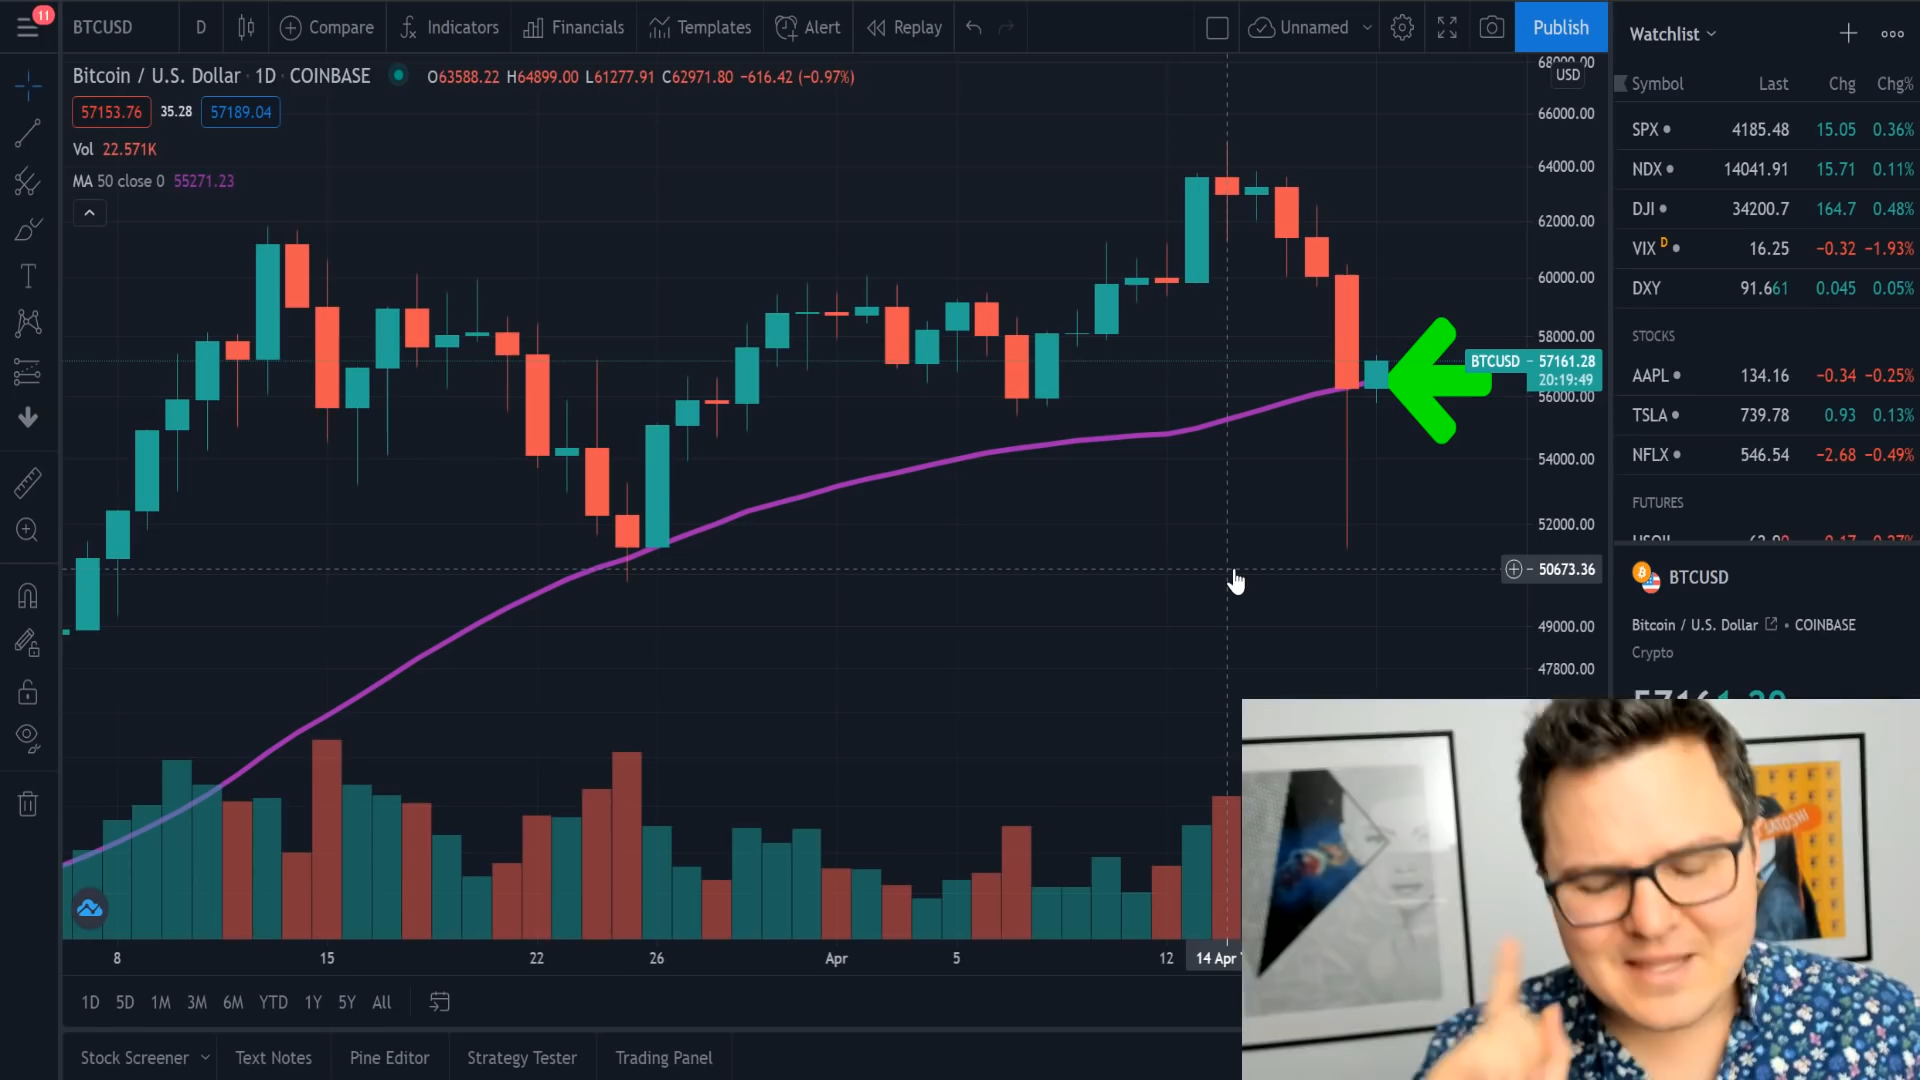 11
BTCUSD D Compare Indicators Financials Templates Alert Replay Unnamed Publish
Bitcoin / U.S. Dollar · 1D · COINBASE O63588.22 H64899.00 L61277.91 C62971.80 −616.42 (−0.97%)
57153.76 35.28 57189.04
Vol 22.571K
MA 50 close 0 55271.23
68000.00
USD
66000.00
64000.00
62000.00
60000.00
58000.00
BTCUSD 57161.28
20:19:49
56000.00
54000.00
52000.00
50673.36
49000.00
47800.00
8 15 22 26 Apr 5 12 14 Apr
1D 5D 1M 3M 6M YTD 1Y 5Y All
Stock Screener Text Notes Pine Editor Strategy Tester Trading Panel
Watchlist
Symbol Last Chg Chg%
SPX 4185.48 15.05 0.36%
NDX 14041.91 15.71 0.11%
DJI 34200.7 164.7 0.48%
VIX D 16.25 −0.32 −1.93%
DXY 91.661 0.045 0.05%
STOCKS
AAPL 134.16 −0.34 −0.25%
TSLA 739.78 0.93 0.13%
NFLX 546.54 −2.68 −0.49%
FUTURES
BTCUSD
Bitcoin / U.S. Dollar • COINBASE
Crypto
SATOSHI